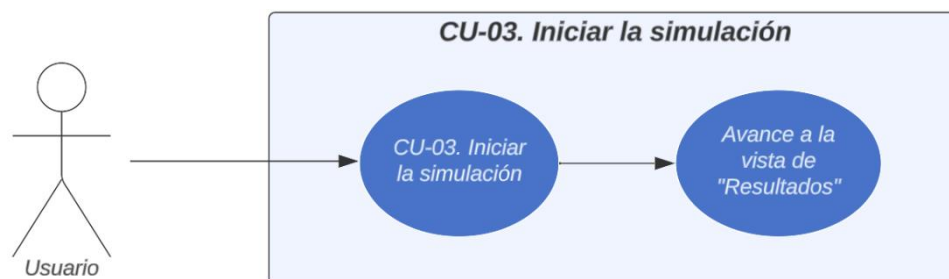 CU-03. Iniciar la simulación
CU-03. Iniciar
la simulación
Avance a la
vista de
"Resultados"
Usuario